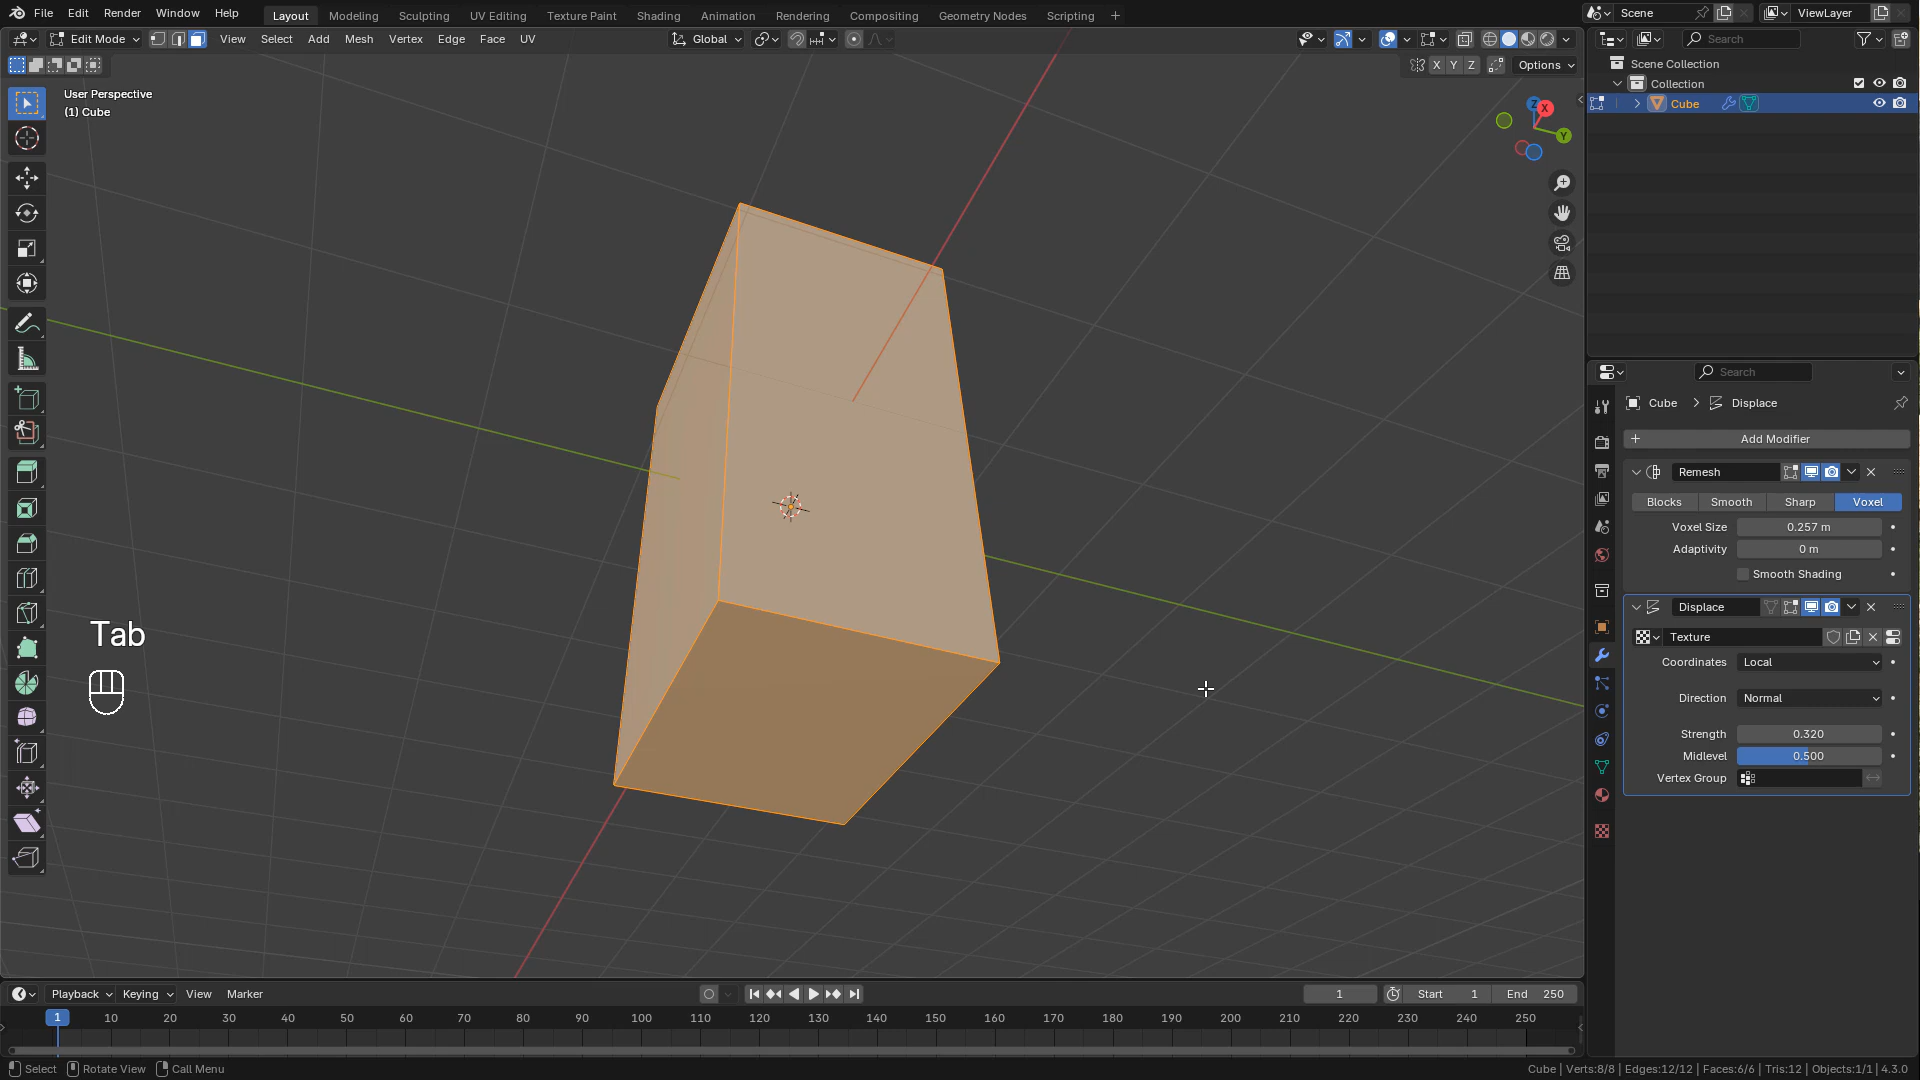 File Edit Render Window Help Layout Modeling Sculpting UV Editing Texture Paint Shading Animation Rendering Compositing Geometry Nodes Scripting + Scene ViewLayer
Edit Mode View Select Add Mesh Vertex Edge Face UV Global Search
X Y Z Options
User Perspective
(1) Cube
Z X Y
Scene Collection
Collection
Cube
Search
Cube > Displace
+ Add Modifier
Remesh
Blocks Smooth Sharp Voxel
Voxel Size 0.257 m
Adaptivity 0 m
Smooth Shading
Displace
Texture
Coordinates Local
Direction Normal
Strength 0.320
Midlevel 0.500
Vertex Group
Tab
Playback Keying View Marker 1 Start 1 End 250
1 10 20 30 40 50 60 70 80 90 100 110 120 130 140 150 160 170 180 190 200 210 220 230 240 250
Select Rotate View Call Menu Cube | Verts:8/8 | Edges:12/12 | Faces:6/6 | Tris:12 | Objects:1/1 | 4.3.0